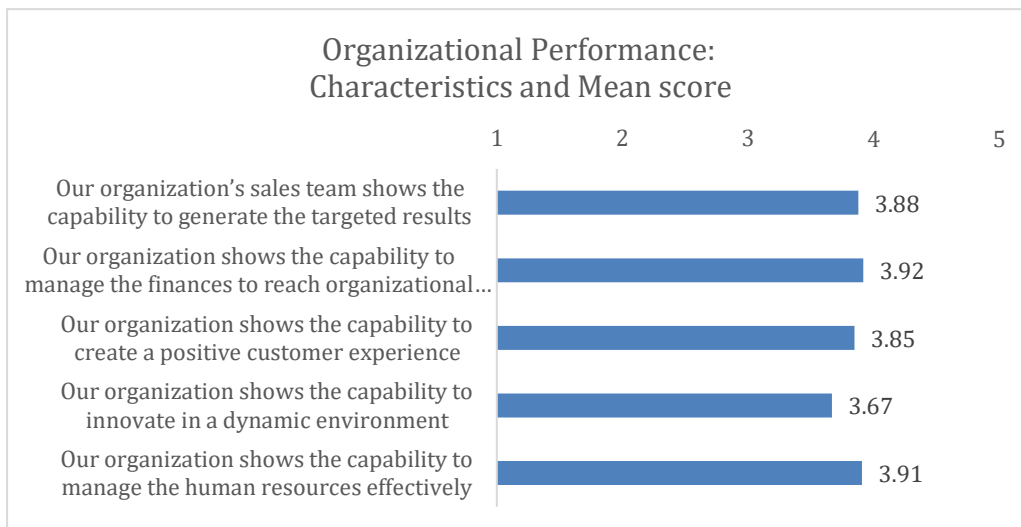 Organizational Performance:
Characteristics and Mean score
1 2 3 4 5
Our organization’s sales team shows the
capability to generate the targeted results
3.88
Our organization shows the capability to
manage the finances to reach organizational…
3.92
Our organization shows the capability to
create a positive customer experience
3.85
Our organization shows the capability to
innovate in a dynamic environment
3.67
Our organization shows the capability to
manage the human resources effectively
3.91